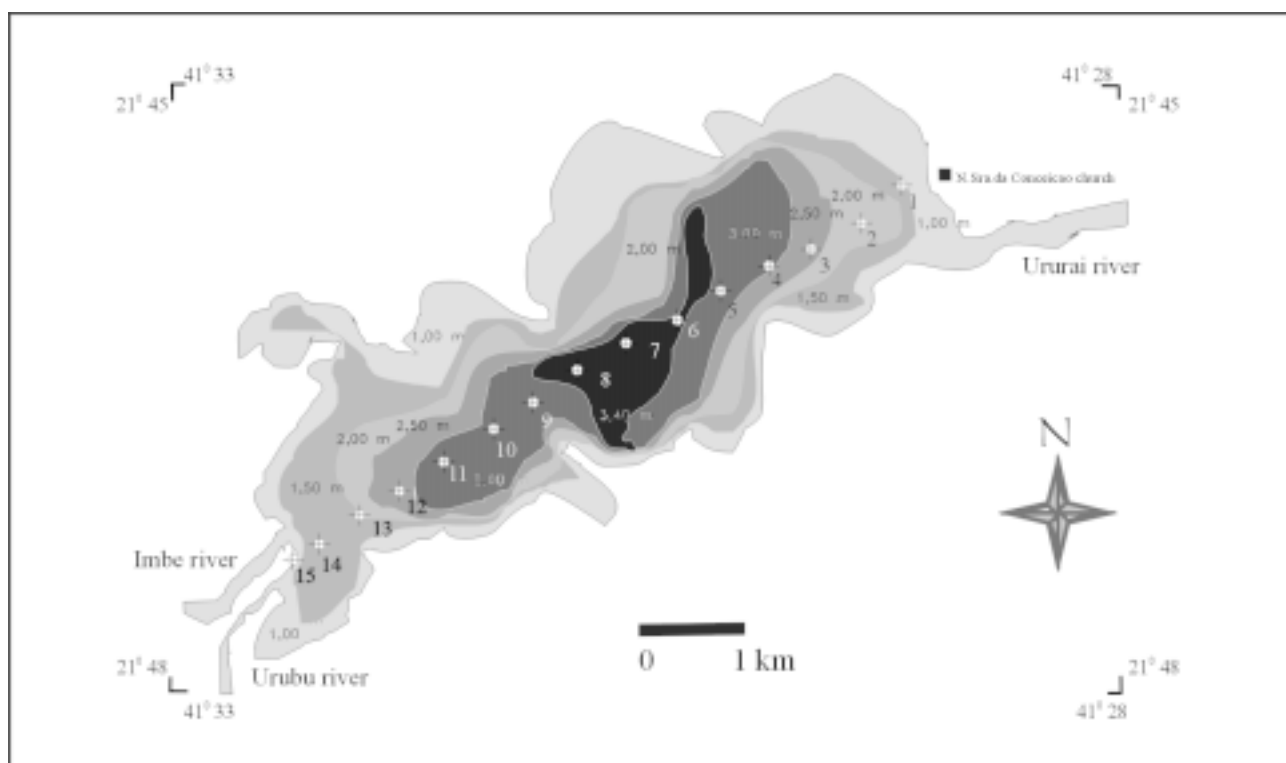 41° 33
41° 28
21° 45
21° 45
N. Sra. da Conceicao church
2,00 m
1
2,50 m
2
1,00 m
3,00 m
2,00 m
3
4
Ururai river
5
1,50 m
6
1,00 m
7
8
3,40 m
9
2,50 m
2,00 m
10
11
N
1,50 m
12
13
Imbe river
14
15
1,00
0 1 km
21° 48
21° 48
Urubu river
41° 33
41° 28